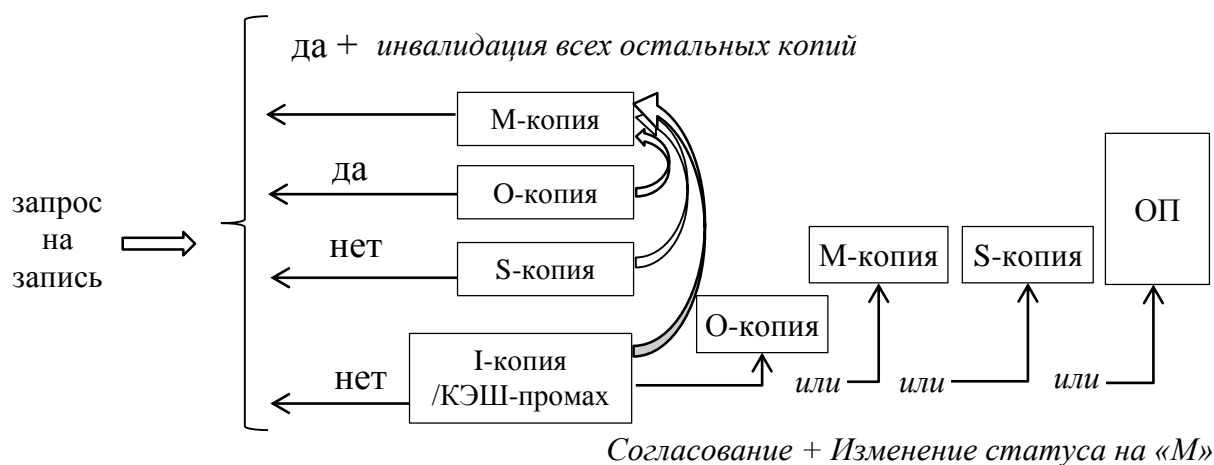 да + инвалидация всех остальных копий
М-копия
да
О-копия
ОП
запрос
на
запись
нет
S-копия
М-копия
S-копия
О-копия
нет
I-копия
/КЭШ-промах
или
или
или
Согласование + Изменение статуса на «М»